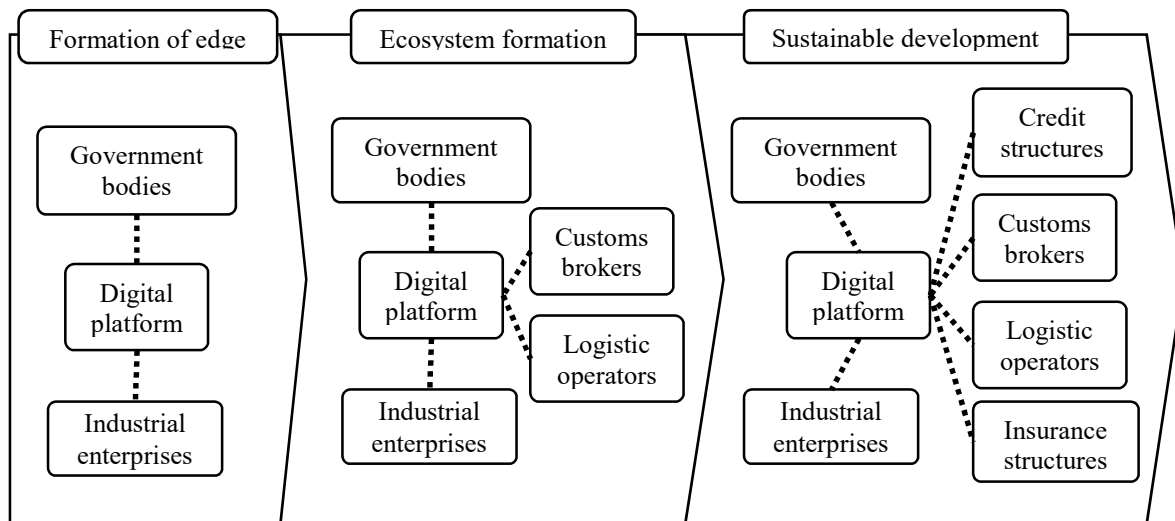 Formation of edge
Government
bodies
Digital
platform
Industrial
enterprises
Ecosystem formation
Government
bodies
Digital
platform
Customs
brokers
Logistic
operators
Industrial
enterprises
Sustainable development
Government
bodies
Digital
platform
Industrial
enterprises
Credit
structures
Customs
brokers
Logistic
operators
Insurance
structures